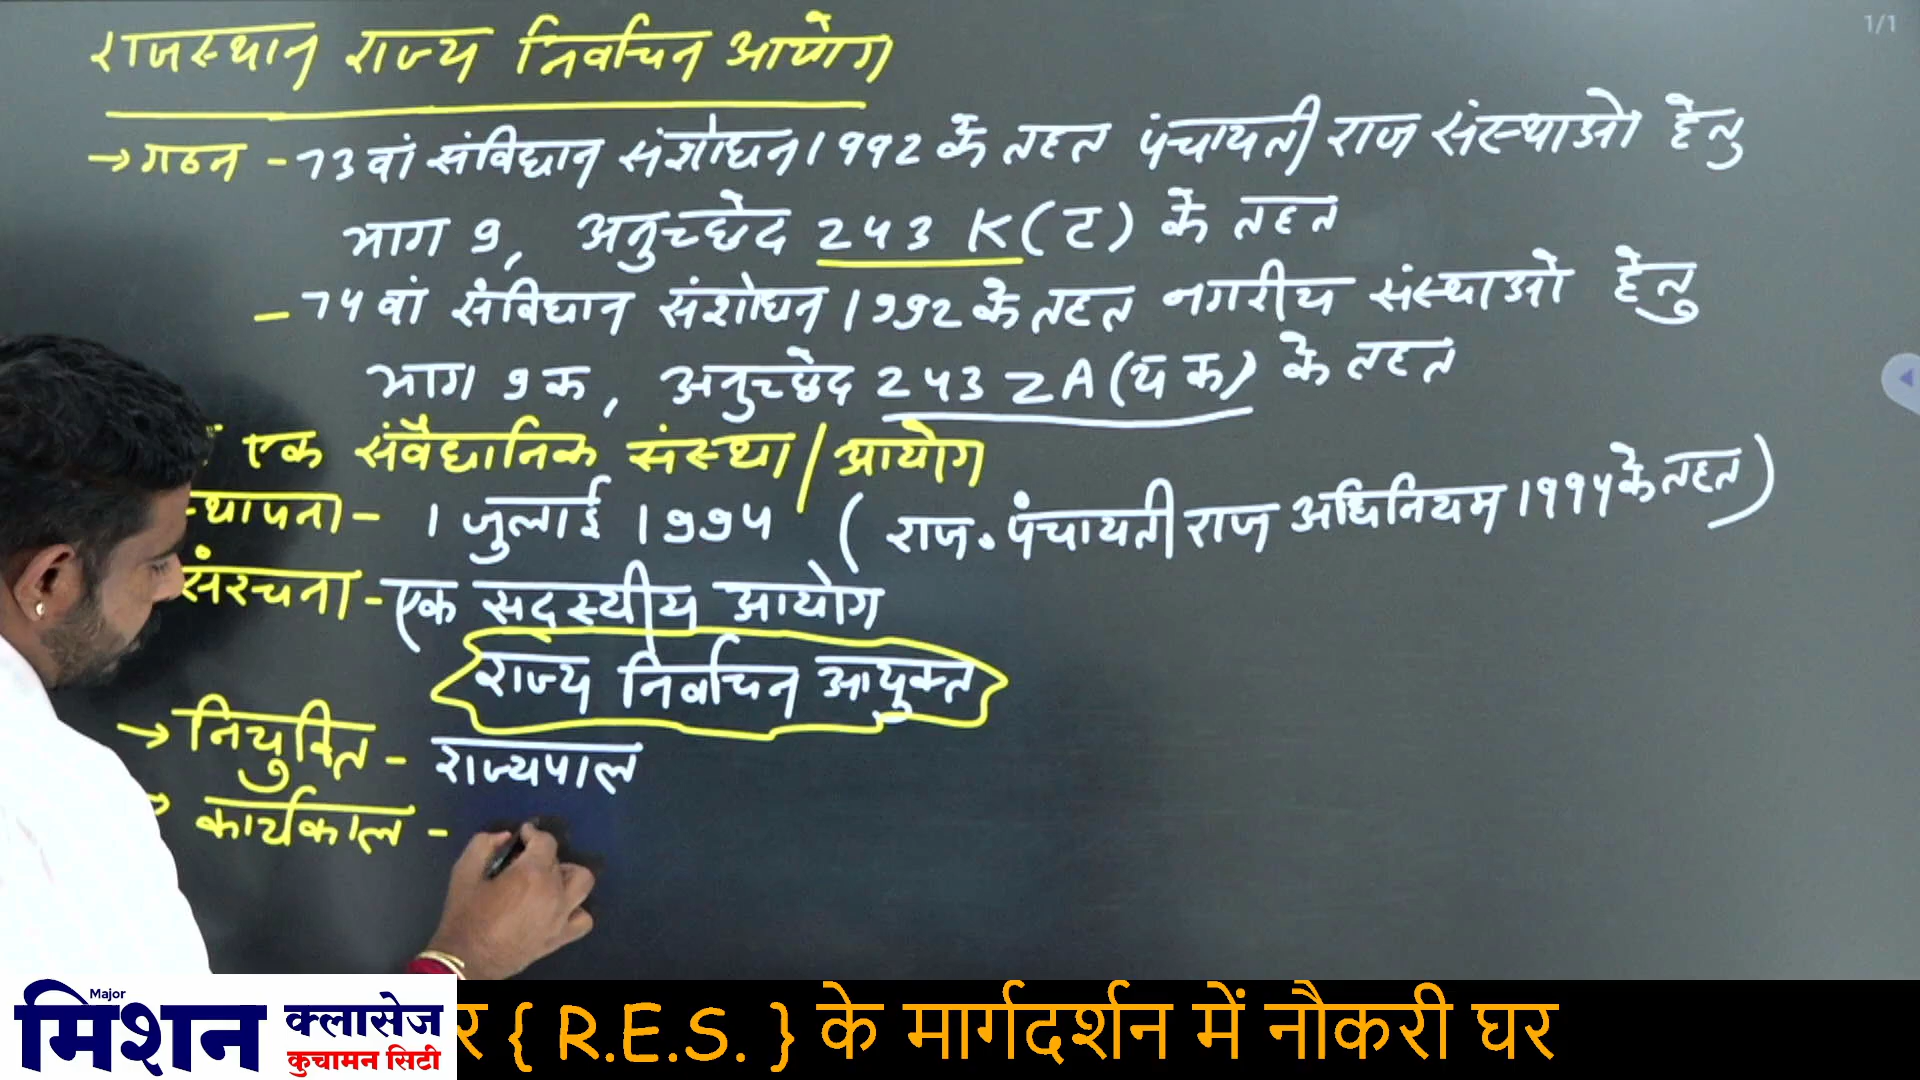 1/1
राजस्थान राज्य निर्वाचन आयोग
→ गठन - 73 वां संविधान संशोधन 1992 के तहत पंचायती राज संस्थाओं हेतु
भाग 9, अनुच्छेद 243 K (ट) के तहत
- 74 वां संविधान संशोधन 1992 के तहत नगरीय संस्थाओं हेतु
भाग 9 क, अनुच्छेद 243 ZA (य क) के तहत
एक संवैधानिक संस्था / आयोग
स्थापना - 1 जुलाई 1994 (राज. पंचायती राज अधिनियम 1994 के तहत)
संरचना - एक सदस्यीय आयोग
राज्य निर्वाचन आयुक्त
→ नियुक्ति - राज्यपाल
कार्यकाल -
Major
मिशन क्लासेज
कुचामन सिटी
र { R.E.S. } के मार्गदर्शन में नौकरी घर